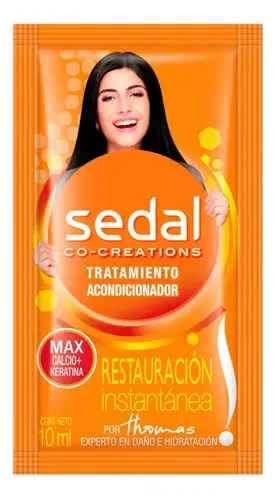 sedal
CO-CREATIONS
TRATAMIENTO
ACONDICIONADOR
MAX
CALCIO+
KERATINA
RESTAURACIÓN
instantánea
CONT. NETO
10 ml
POR Thomas
EXPERTO EN DAÑO E HIDRATACIÓN